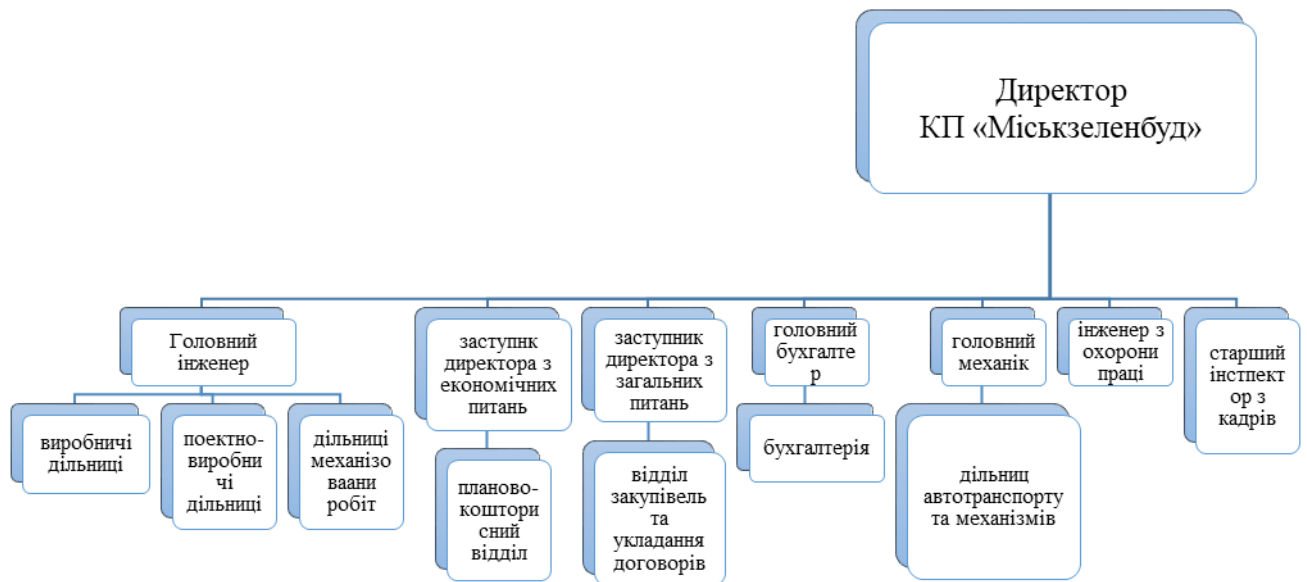 Директор
КП «Міськзеленбуд»
Головний
інженер
заступнк
директора з
економічних
питань
заступник
директора з
загальних
питань
головний
бухгалте
р
головний
механік
інженер з
охорони
праці
старший
інстпект
ор з
кадрів
виробничі
дільниці
поектно-
виробни
чі
дільниці
дільниці
механізо
ваани
робіт
планово-
кошторі
сний
відділ
відділ
закупівель
та
укладання
договорів
бухгалтерія
дільниц
автотранспорту
та механізмів